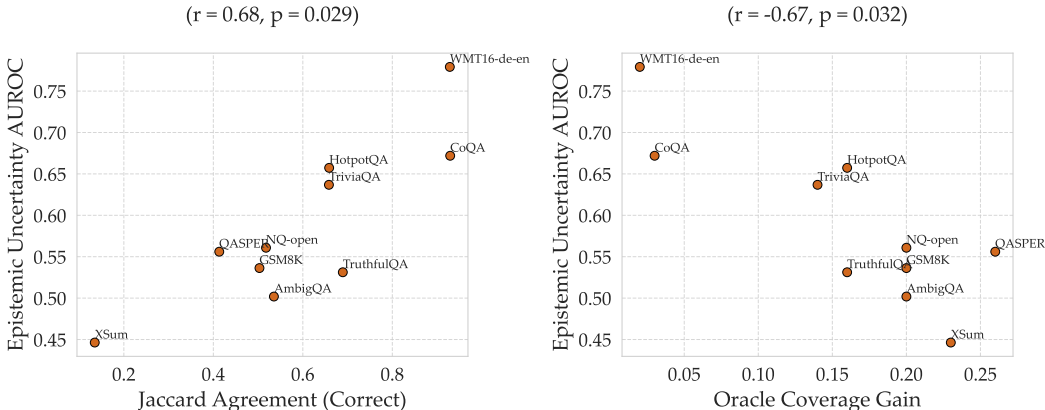 (r = 0.68, p = 0.029)
WMT16-de-en
CoQA
HotpotQA
TriviaQA
QASPER
NQ-open
GSM8K
TruthfulQA
AmbigQA
XSum
0.75
0.70
0.65
0.60
0.55
0.50
0.45
0.2
0.4
0.6
0.8
Epistemic Uncertainty AUROC
Jaccard Agreement (Correct)
(r = -0.67, p = 0.032)
WMT16-de-en
CoQA
HotpotQA
TriviaQA
NQ-open
QASPER
TruthfulQA
GSM8K
AmbigQA
XSum
0.75
0.70
0.65
0.60
0.55
0.50
0.45
0.05
0.10
0.15
0.20
0.25
Epistemic Uncertainty AUROC
Oracle Coverage Gain